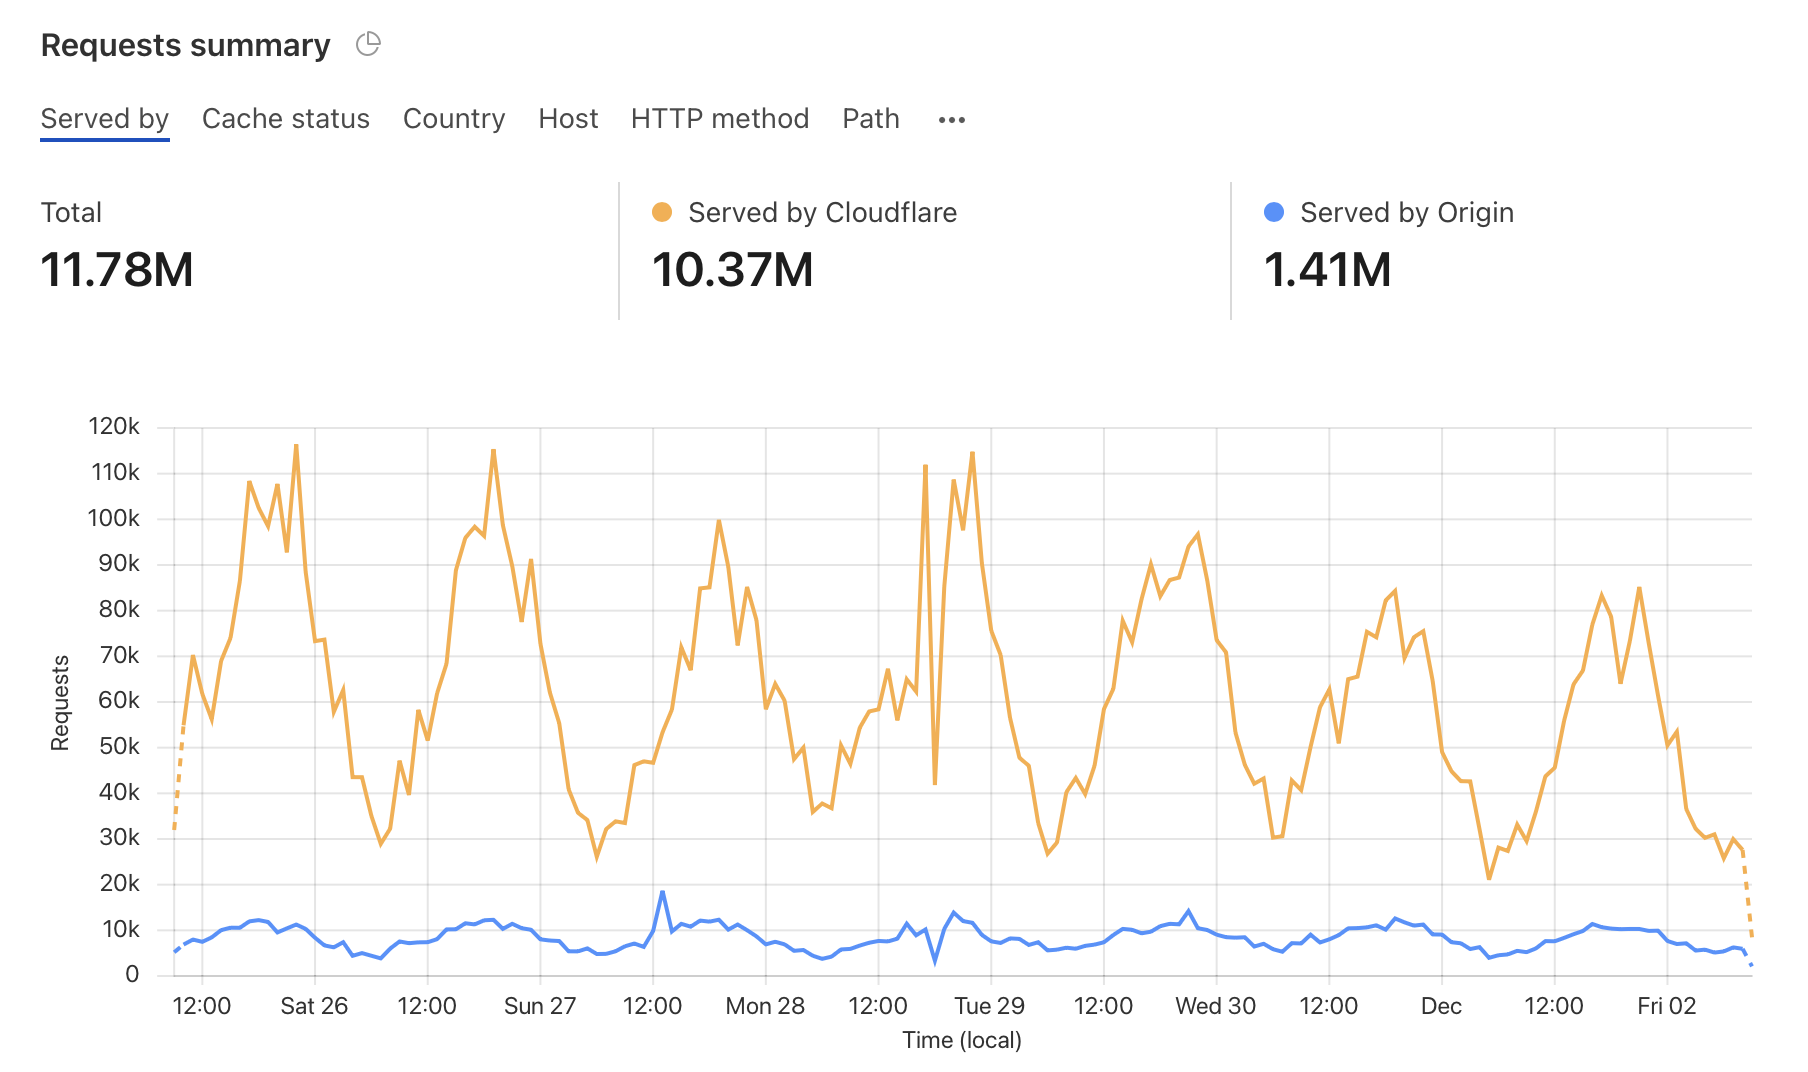 Requests summary
Served by Cache status Country Host HTTP method Path •••
Total
11.78M
Served by Cloudflare
10.37M
Served by Origin
1.41M
120k
110k
100k
90k
80k
70k
60k
50k
40k
30k
20k
10k
0
Requests
12:00 Sat 26 12:00 Sun 27 12:00 Mon 28 12:00 Tue 29 12:00 Wed 30 12:00 Dec 12:00 Fri 02
Time (local)